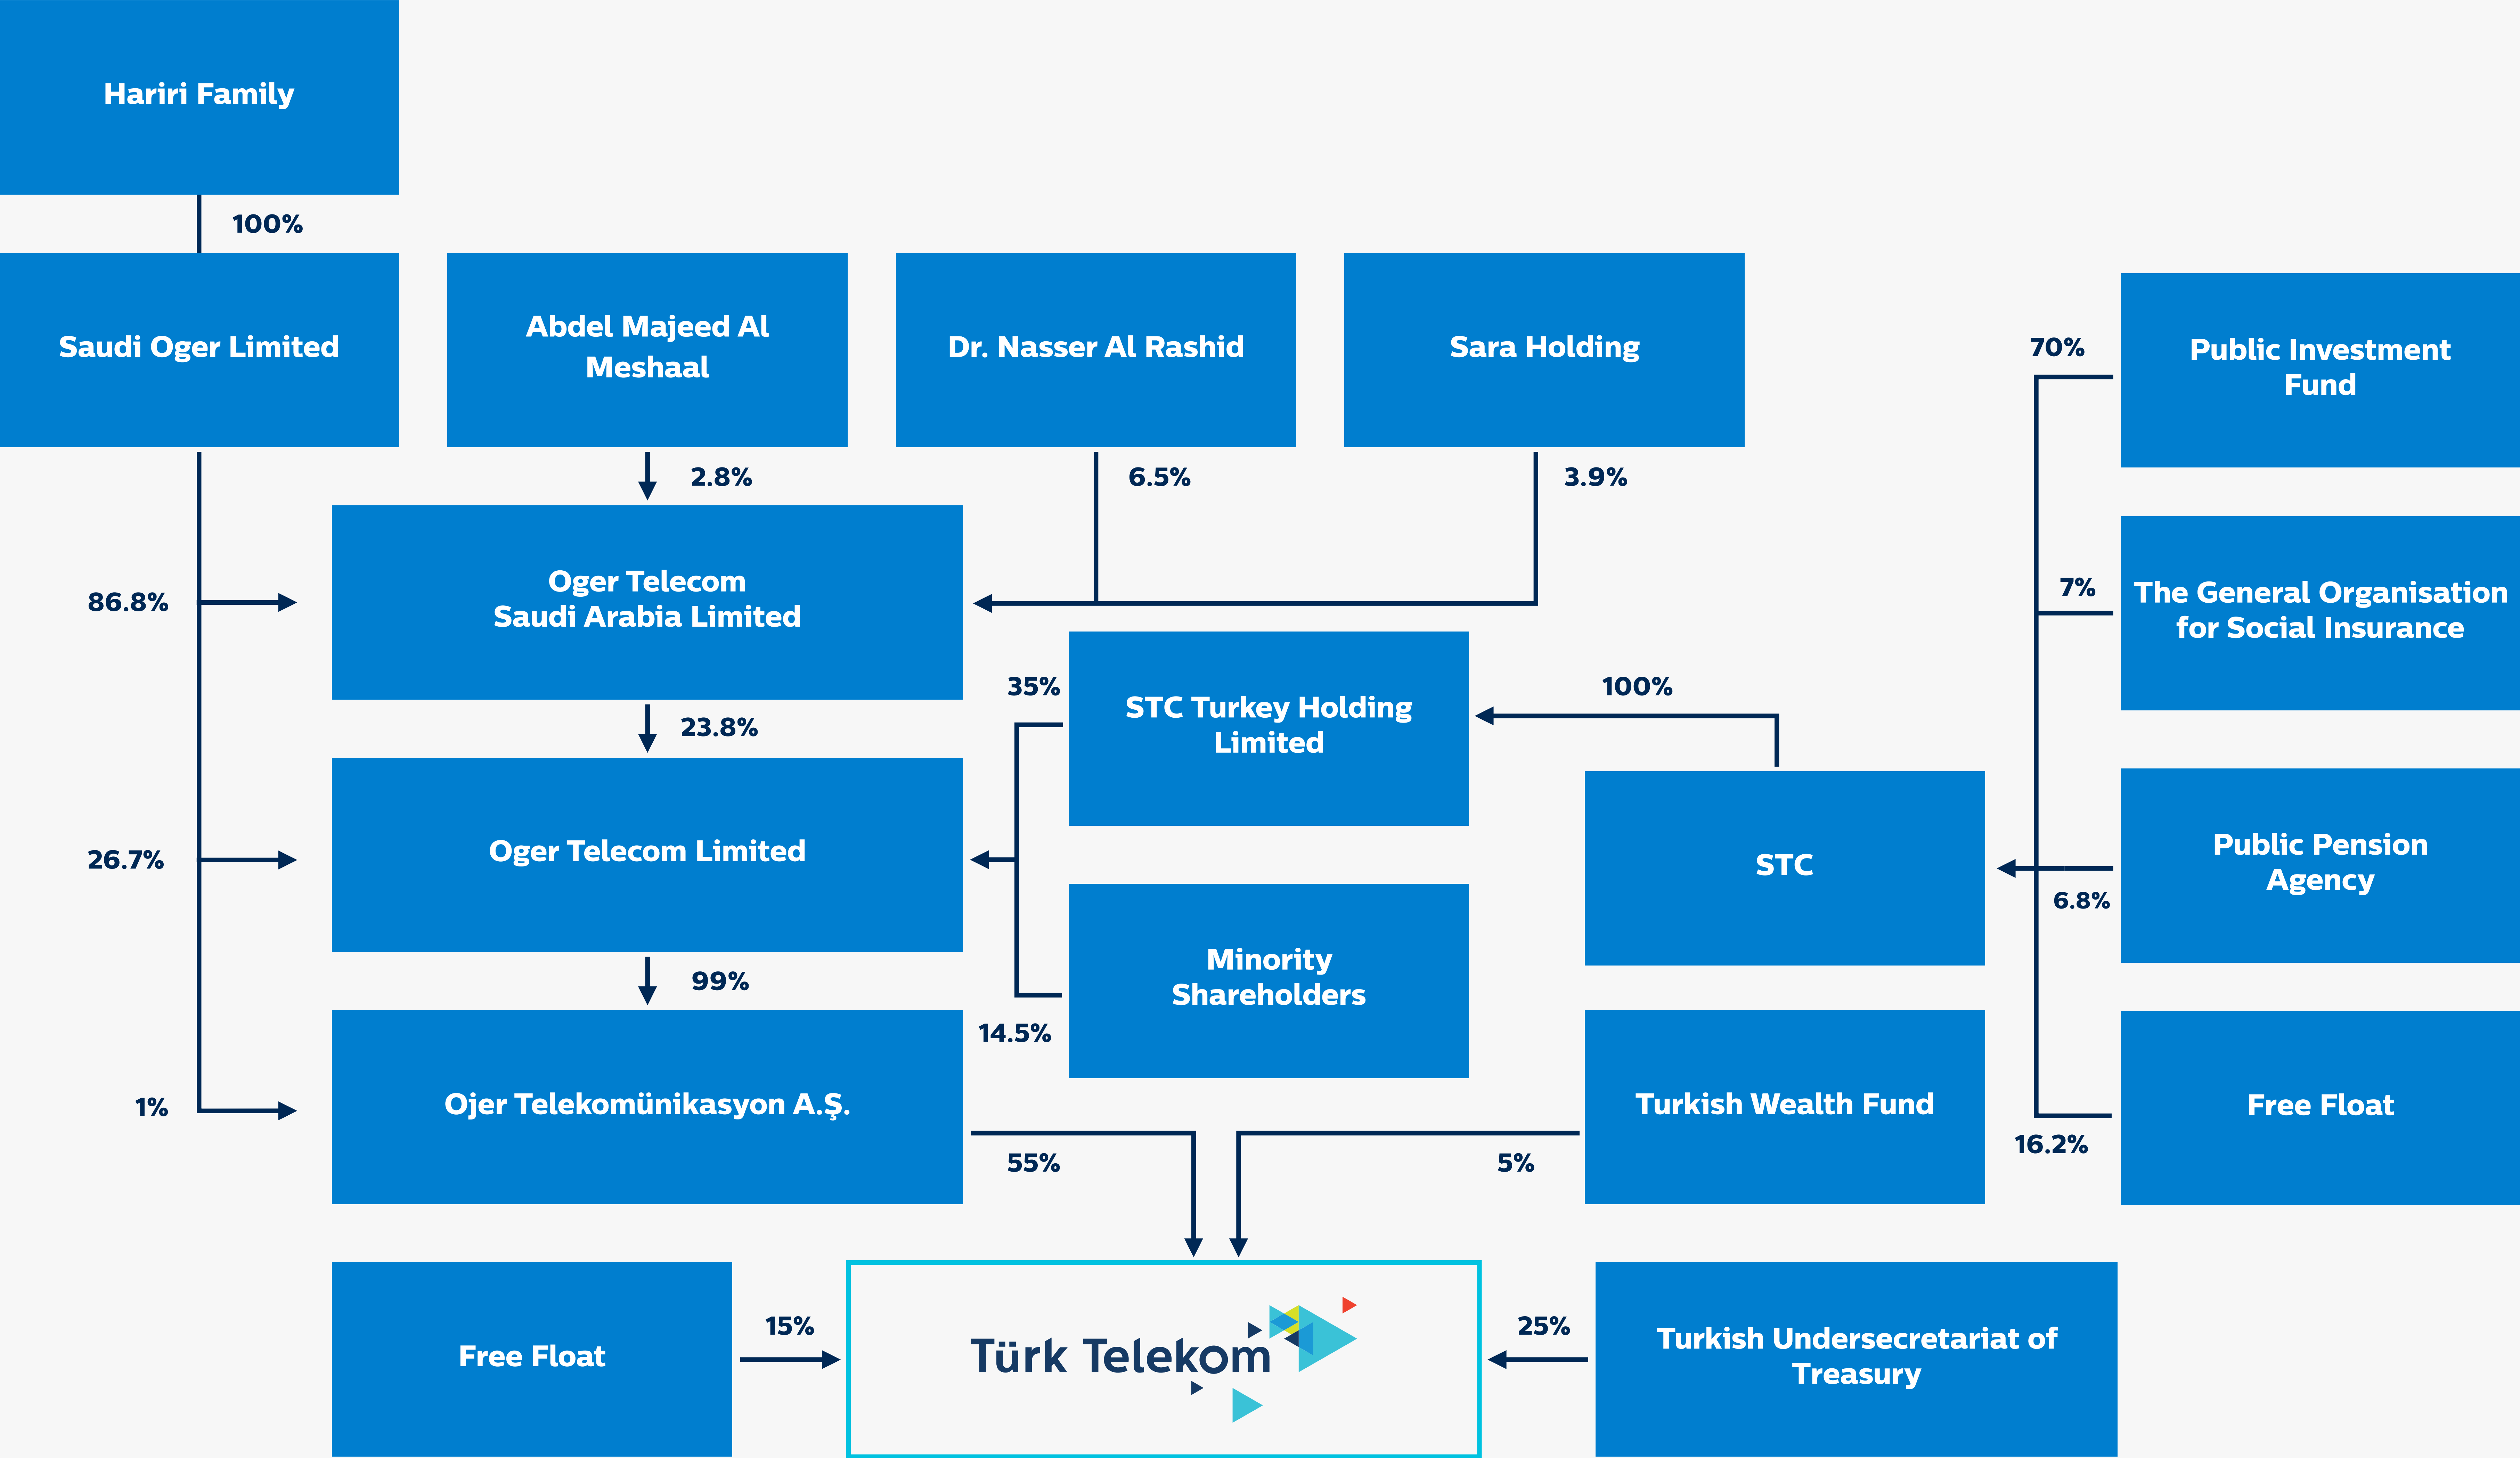 Hariri Family
100%
Saudi Oger Limited
Abdel Majeed Al
Meshaal
Dr. Nasser Al Rashid
Sara Holding
70%
Public Investment
Fund
2.8%
6.5%
3.9%
86.8%
Oger Telecom
Saudi Arabia Limited
7%
The General Organisation
for Social Insurance
35%
STC Turkey Holding
Limited
100%
23.8%
26.7%
Oger Telecom Limited
STC
Public Pension
Agency
6.8%
Minority
Shareholders
99%
14.5%
1%
Ojer Telekomünikasyon A.Ş.
Turkish Wealth Fund
Free Float
16.2%
55%
5%
Free Float
15%
Türk Telekom
25%
Turkish Undersecretariat of
Treasury